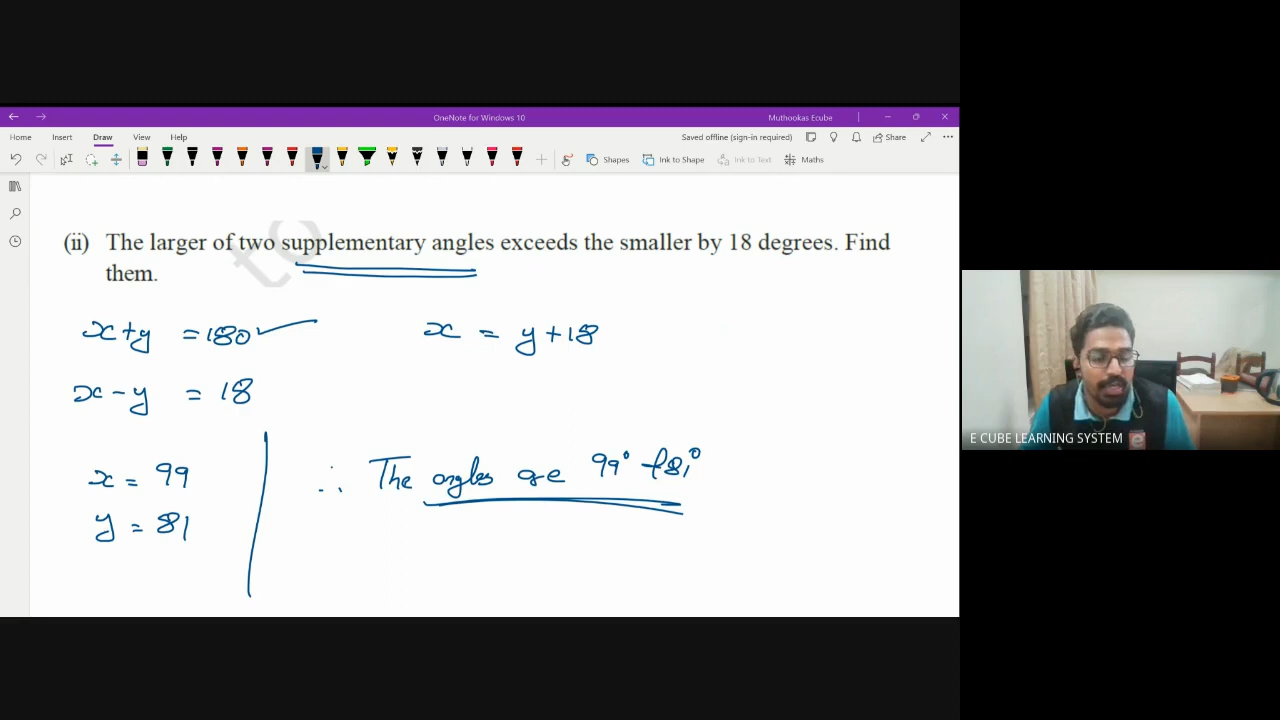 OneNote for Windows 10
Muthookas Ecube
Home Insert Draw View Help
Saved offline (sign-in required)
Share
Shapes
Ink to Shape
Ink to Text
Maths
to
(ii) The larger of two supplementary angles exceeds the smaller by 18 degrees. Find
them.
x+y = 180
x = y+18
x-y = 18
x = 99
∴ The angles are 99° & 81°
y = 81
E CUBE LEARNING SYSTEM